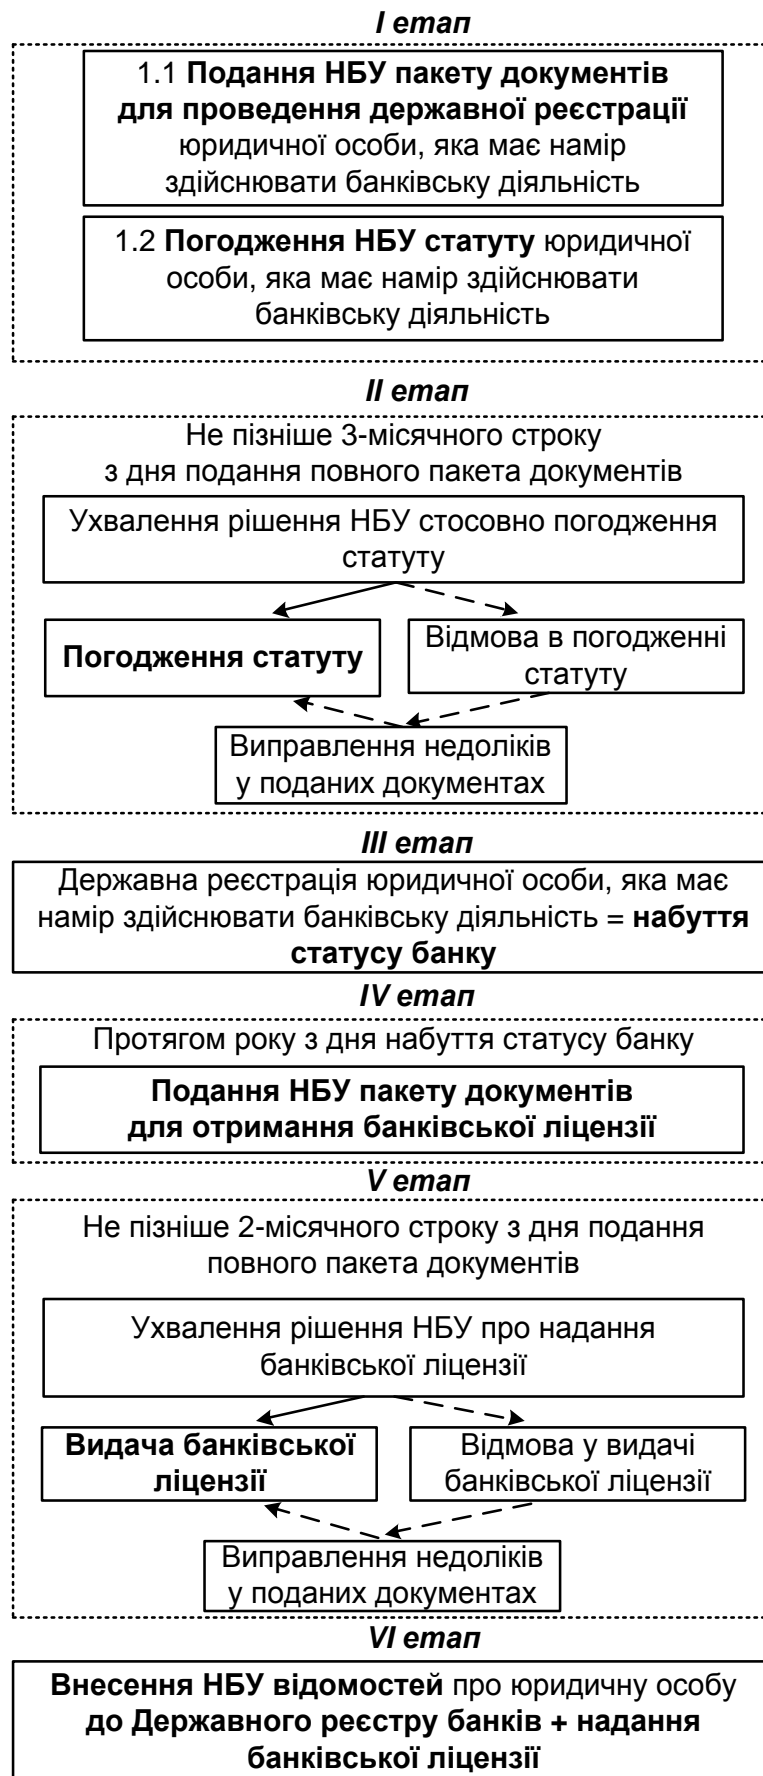 I етап
1.1 Подання НБУ пакету документів
для проведення державної реєстрації
юридичної особи, яка має намір
здійснювати банківську діяльність
1.2 Погодження НБУ статуту юридичної
особи, яка має намір здійснювати
банківську діяльність
II етап
Не пізніше 3-місячного строку
з дня подання повного пакета документів
Ухвалення рішення НБУ стосовно погодження
статуту
Погодження статуту
Відмова в погодженні
статуту
Виправлення недоліків
у поданих документах
III етап
Державна реєстрація юридичної особи, яка має
намір здійснювати банківську діяльність = набуття
статусу банку
IV етап
Протягом року з дня набуття статусу банку
Подання НБУ пакету документів
для отримання банківської ліцензії
V етап
Не пізніше 2-місячного строку з дня подання
повного пакета документів
Ухвалення рішення НБУ про надання
банківської ліцензії
Видача банківської
ліцензії
Відмова у видачі
банківської ліцензії
Виправлення недоліків
у поданих документах
VI етап
Внесення НБУ відомостей про юридичну особу
до Державного реєстру банків + надання
банківської ліцензії